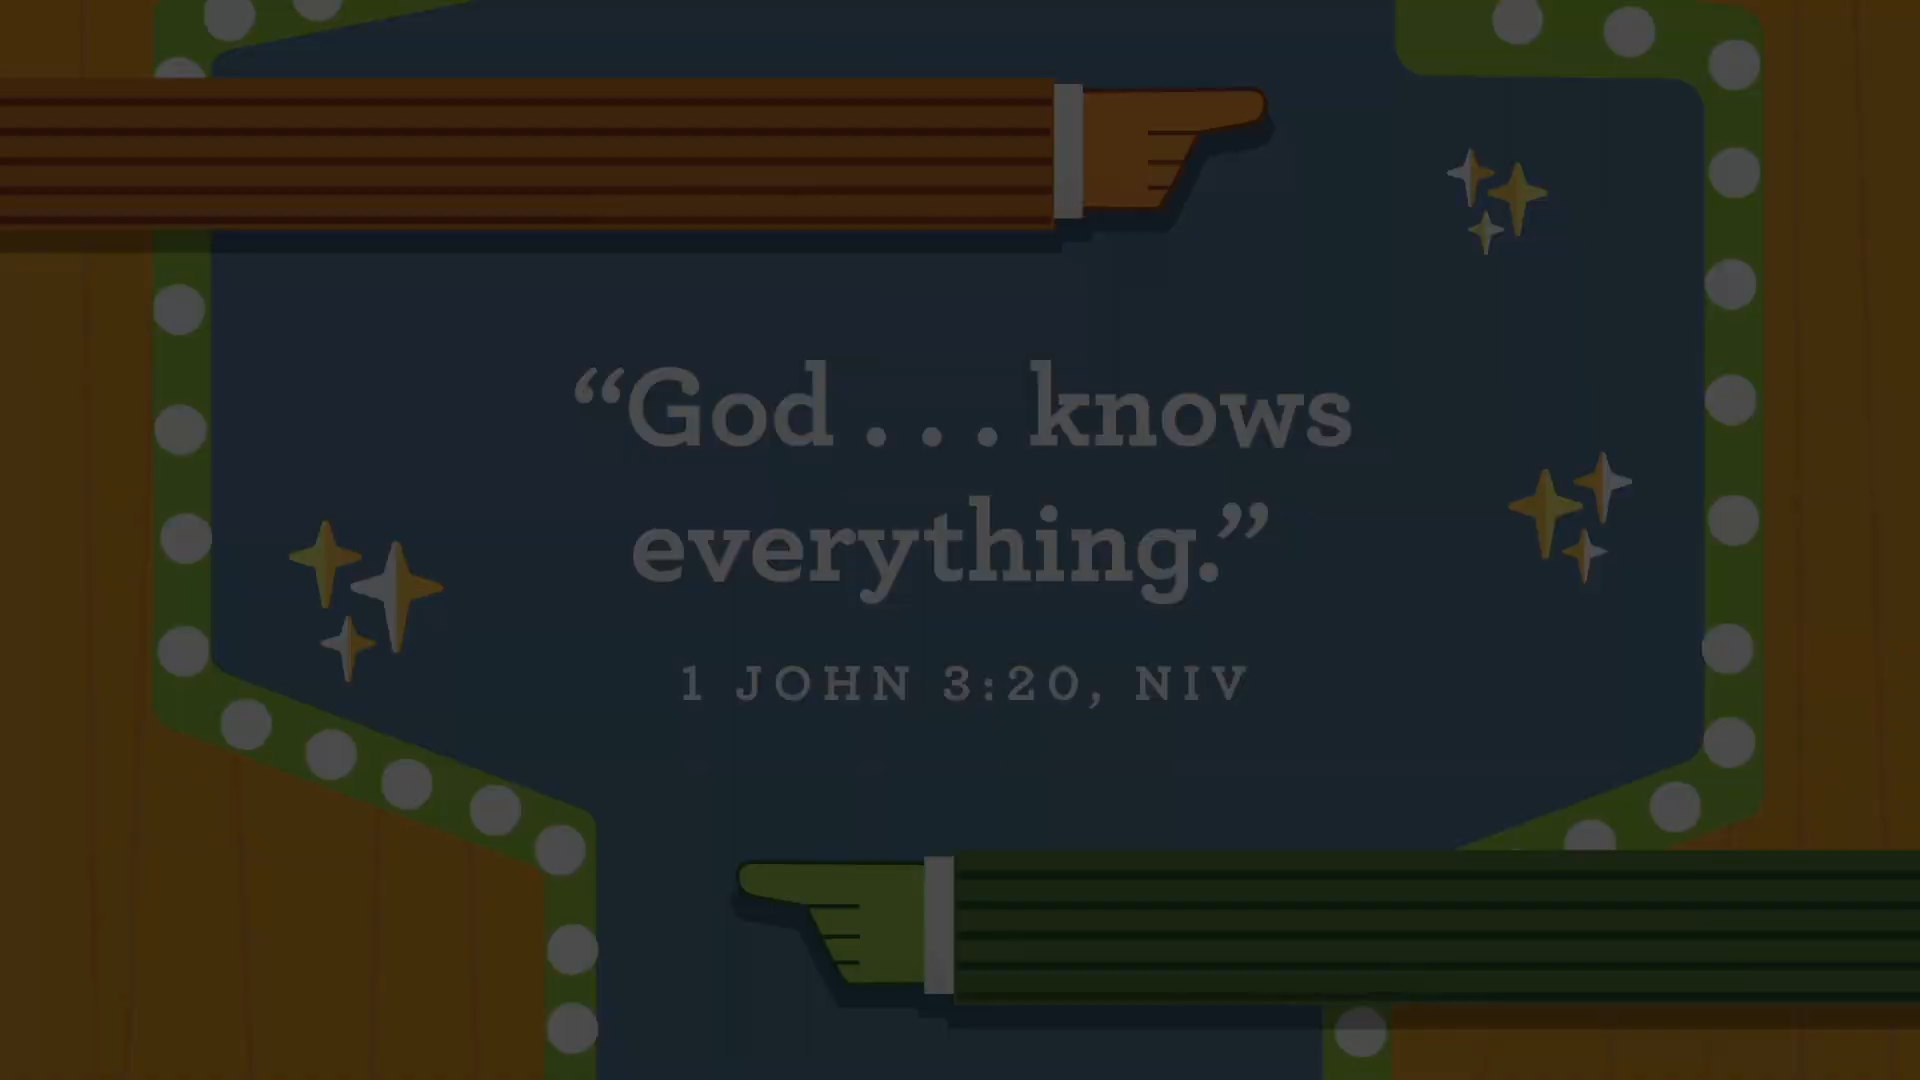 “God . . . knows
everything.”
1 JOHN 3:20, NIV